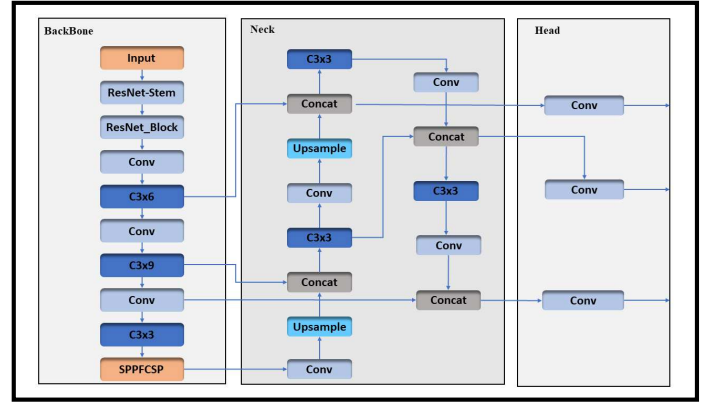 BackBone
Input
ResNet-Stem
ResNet_Block
Conv
C3x6
Conv
C3x9
Conv
C3x3
SPPFCSP
Neck
C3x3
Concat
Upsample
Conv
C3x3
Concat
Upsample
Conv
Conv
Concat
C3x3
Conv
Concat
Head
Conv
Conv
Conv